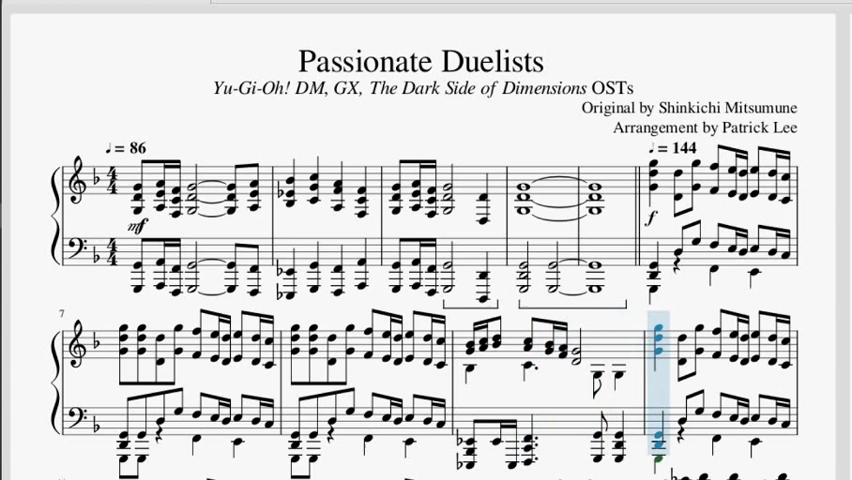 Passionate Duelists
Yu-Gi-Oh! DM, GX, The Dark Side of Dimensions OSTs
Original by Shinkichi Mitsumune
Arrangement by Patrick Lee
♩ = 86
♩ = 144
mf
f
7